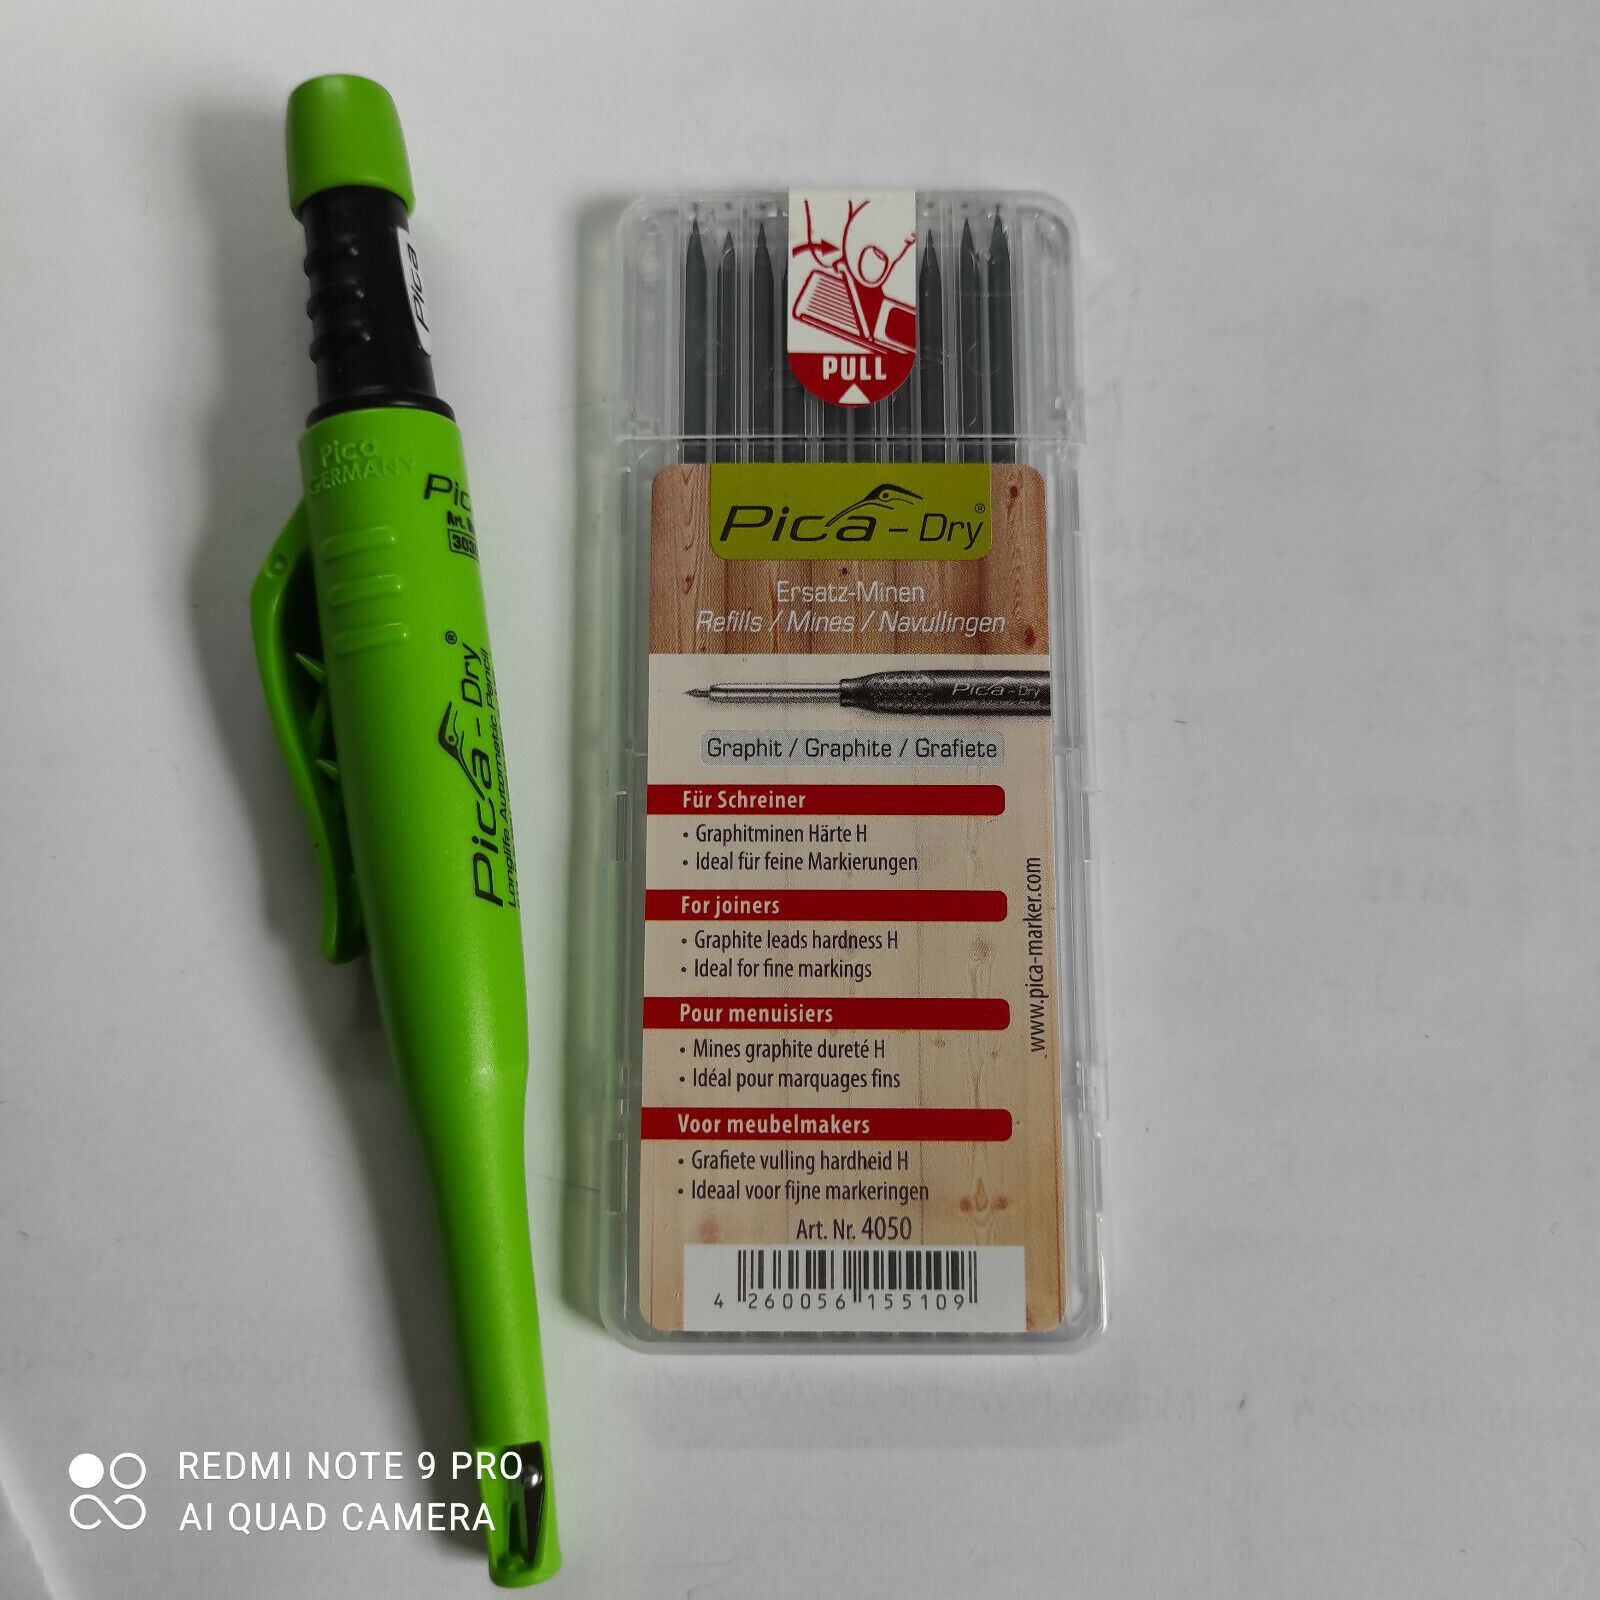 Pica
Pica
GERMANY
Pica-Dry®
Longlife Automatic Pencil
PULL
Pica-Dry®
Ersatz-Minen
Refills / Mines / Navullingen
Pica-Dry
Graphit / Graphite / Grafiete
Für Schreiner
• Graphitminen Härte H
• Ideal für feine Markierungen
For joiners
• Graphite leads hardness H
• Ideal for fine markings
Pour menuisiers
• Mines graphite dureté H
• Idéal pour marquages fins
Voor meubelmakers
• Grafiete vulling hardheid H
• Ideaal voor fijne markeringen
Art. Nr. 4050
4 260056 155109
www.pica-marker.com
REDMI NOTE 9 PRO
AI QUAD CAMERA